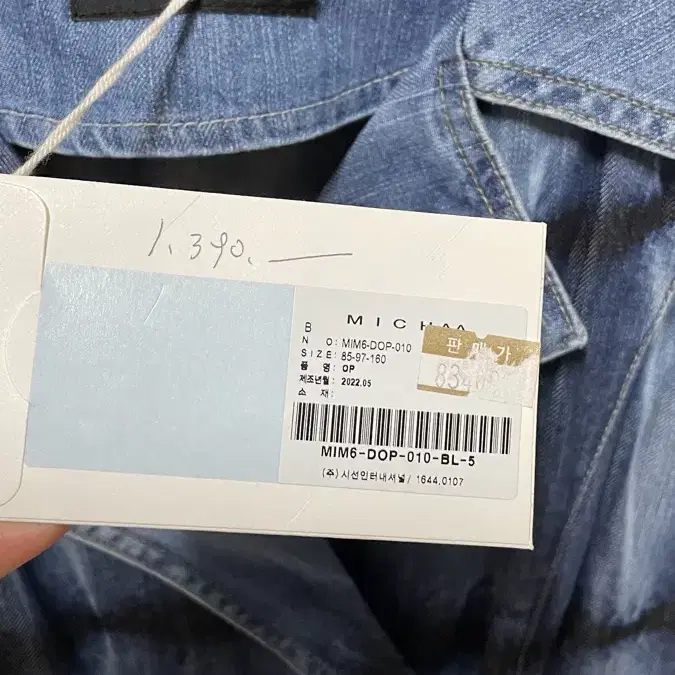 1.390.
B MICHAA
N O: MIM6-DOP-010
SIZE: 85-97-160
품 명: OP
제조년월: 2022.05
소 재:
판 매 가
MIM6-DOP-010-BL-5
(주) 시선인터내셔널/ 1644,0107